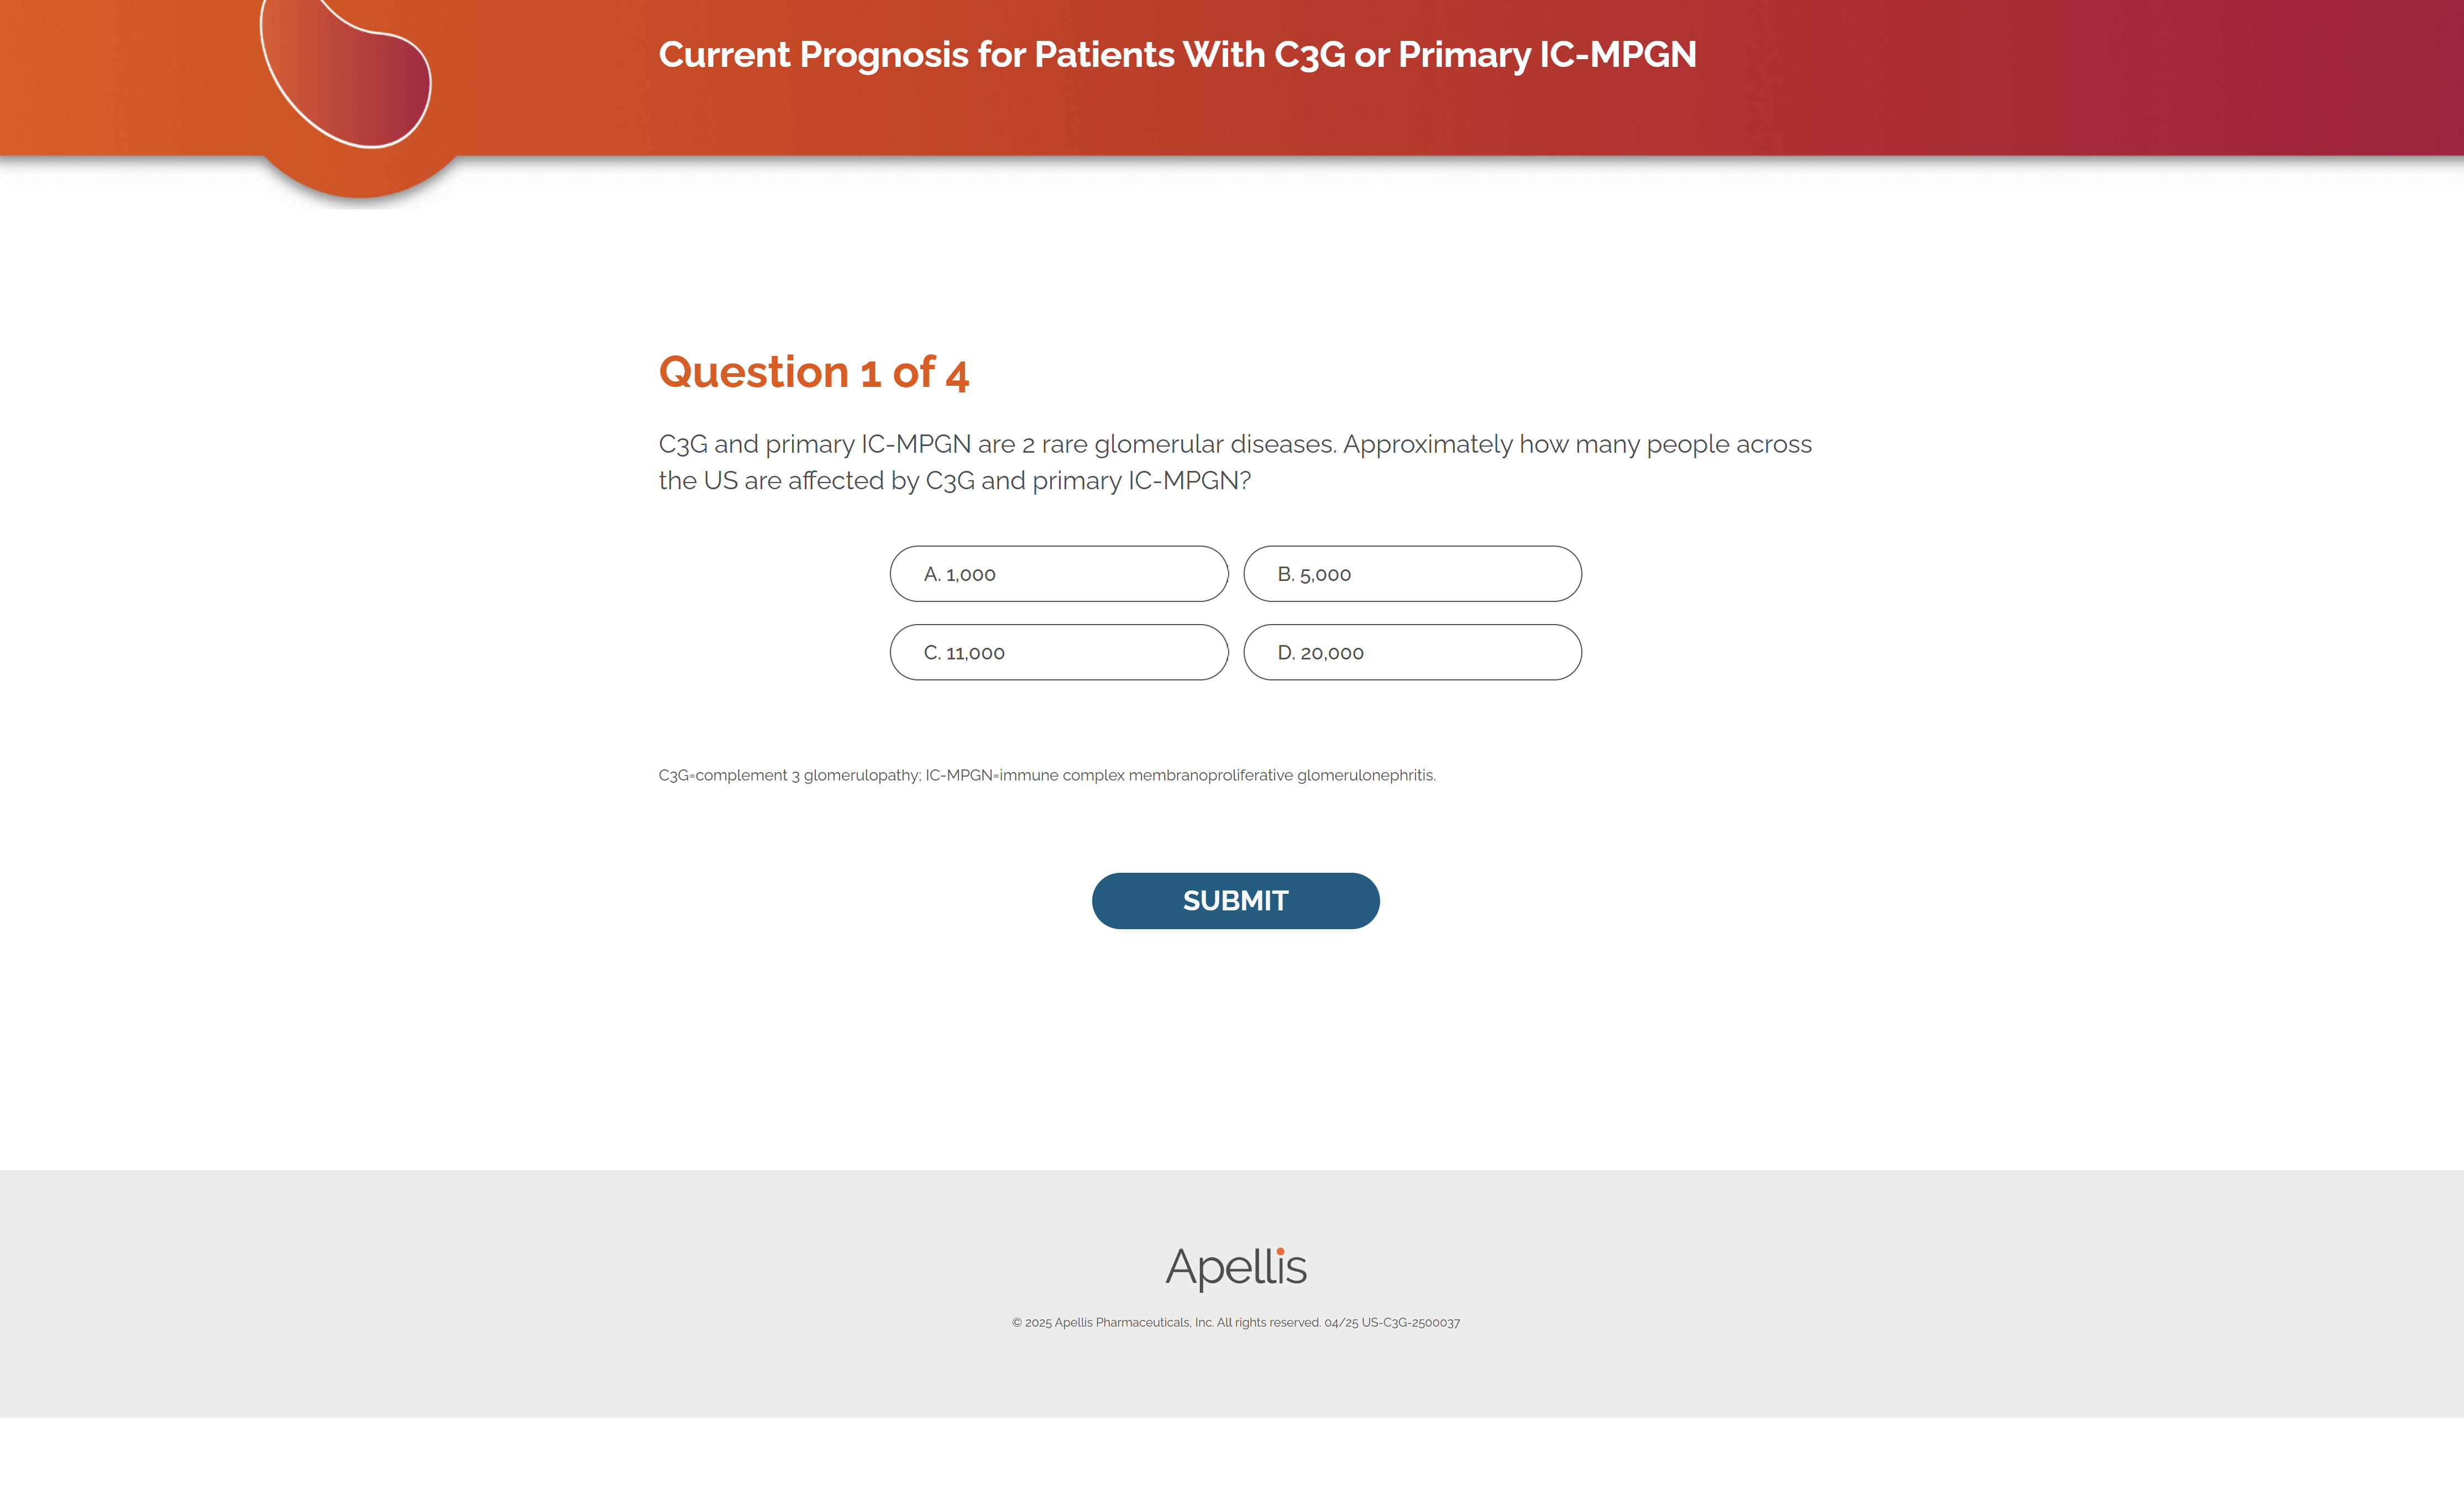 Current Prognosis for Patients With C3G or Primary IC-MPGN
Question 1 of 4
C3G and primary IC-MPGN are 2 rare glomerular diseases. Approximately how many people across
the US are affected by C3G and primary IC-MPGN?
A. 1,000
B. 5,000
C. 11,000
D. 20,000
C3G=complement 3 glomerulopathy; IC-MPGN=immune complex membranoproliferative glomerulonephritis.
SUBMIT
Apellis
© 2025 Apellis Pharmaceuticals, Inc. All rights reserved. 04/25 US-C3G-2500037